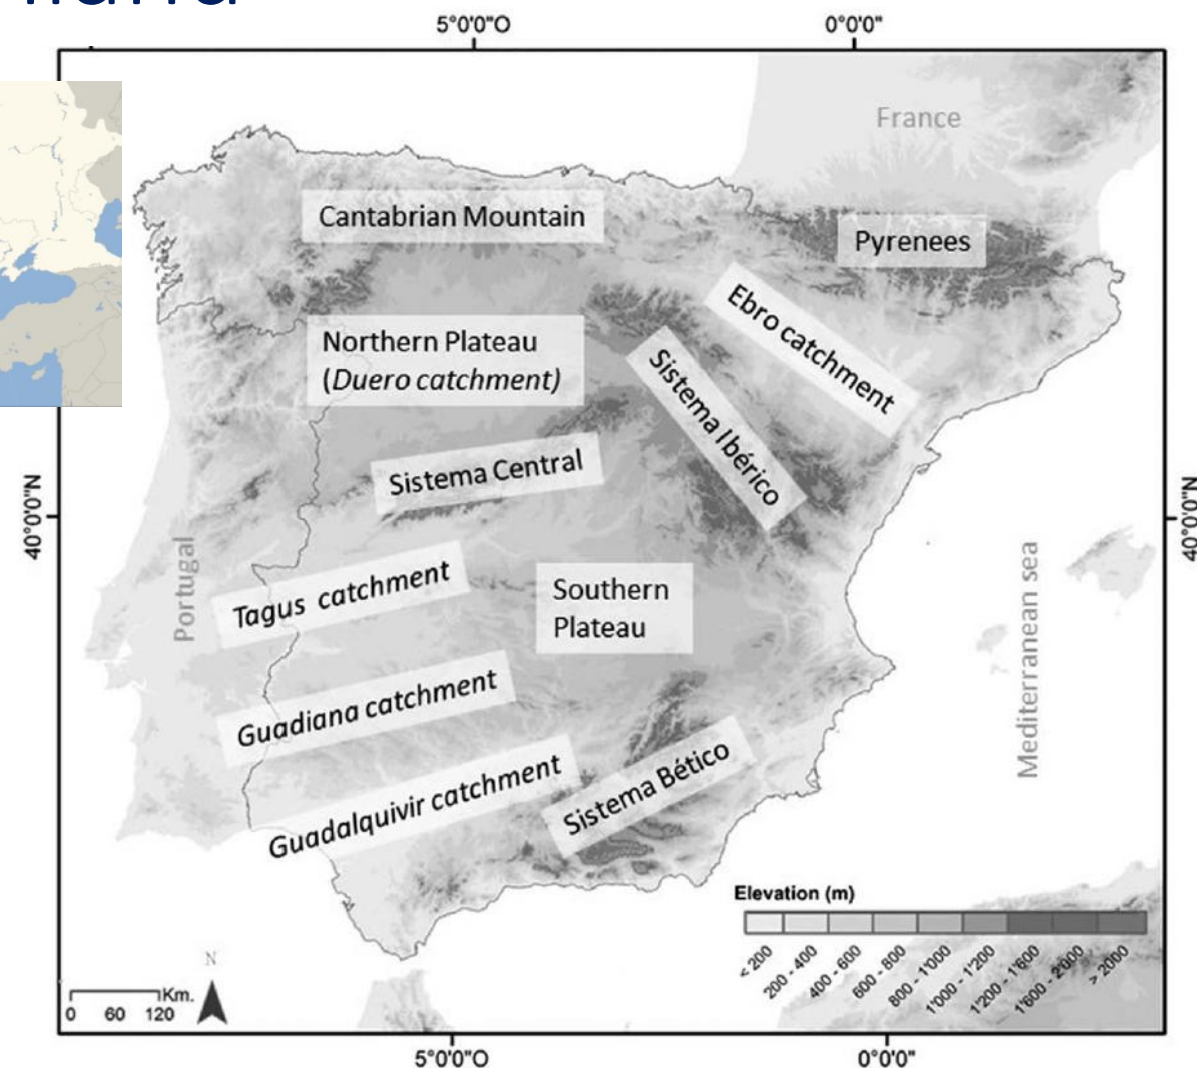 5°0'0"O
0°0'0"
France
Cantabrian Mountain
Pyrenees
Ebro catchment
Northern Plateau
(Duero catchment)
Sistema Ibérico
Sistema Central
40°0'0"N
40°0'0"N
Portugal
Tagus catchment
Southern
Plateau
Mediterranean sea
Guadiana catchment
Guadalquivir catchment
Sistema Bético
Elevation (m)
< 200
200 - 400
400 - 600
600 - 800
800 - 1'000
1'000 - 1'200
1'200 - 1'600
1'600 - 2'000
> 2000
N
Km.
0 60 120
5°0'0"O
0°0'0"